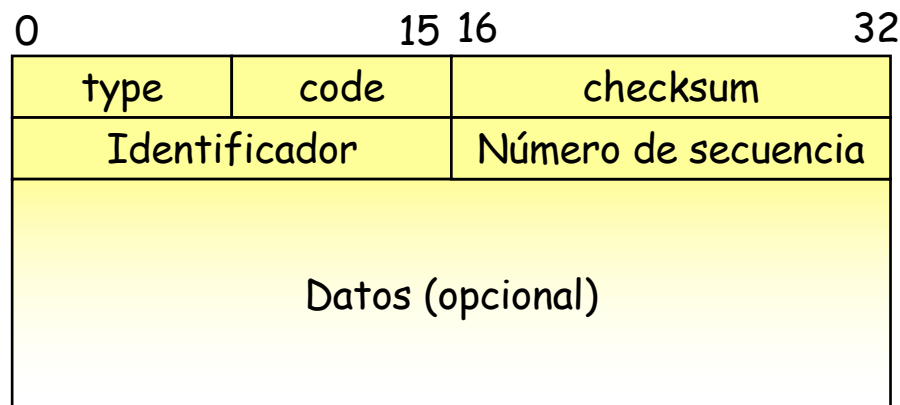 0 15 16 32
type code checksum
Identificador Número de secuencia
Datos (opcional)